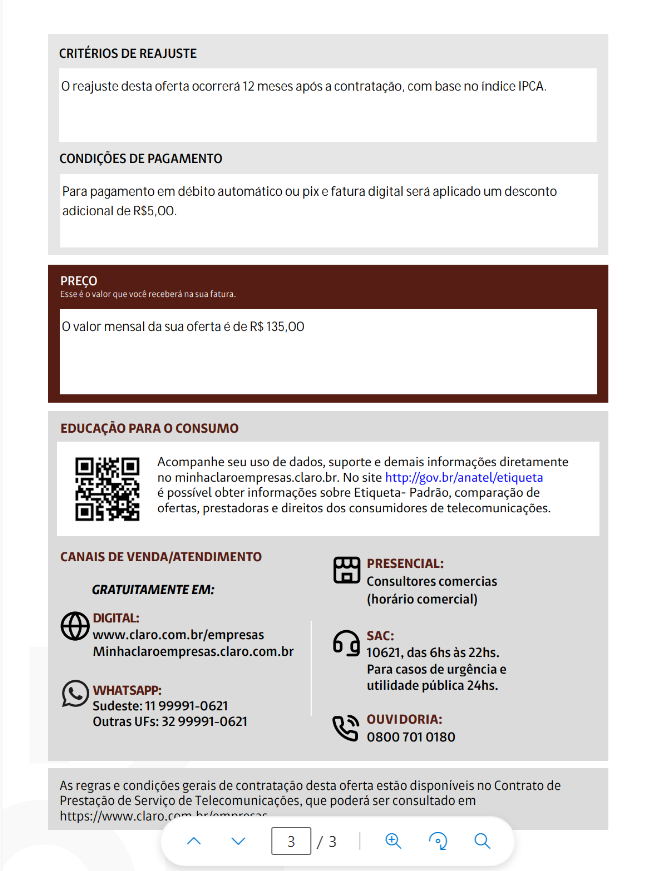 CRITÉRIOS DE REAJUSTE
O reajuste desta oferta ocorrerá 12 meses após a contratação, com base no índice IPCA.
CONDIÇÕES DE PAGAMENTO
Para pagamento em débito automático ou pix e fatura digital será aplicado um desconto
adicional de R$5,00.
PREÇO
Esse é o valor que você receberá na sua fatura.
O valor mensal da sua oferta é de R$ 135,00
EDUCAÇÃO PARA O CONSUMO
Acompanhe seu uso de dados, suporte e demais informações diretamente
no minhaclaroempresas.claro.br. No site http://gov.br/anatel/etiqueta
é possível obter informações sobre Etiqueta- Padrão, comparação de
ofertas, prestadoras e direitos dos consumidores de telecomunicações.
CANAIS DE VENDA/ATENDIMENTO
GRATUITAMENTE EM:
DIGITAL:
www.claro.com.br/empresas
Minhaclaroempresas.claro.com.br
WHATSAPP:
Sudeste: 11 99991-0621
Outras UFs: 32 99991-0621
PRESENCIAL:
Consultores comercias
(horário comercial)
SAC:
10621, das 6hs às 22hs.
Para casos de urgência e
utilidade pública 24hs.
OUVIDORIA:
0800 701 0180
As regras e condições gerais de contratação desta oferta estão disponíveis no Contrato de
Prestação de Serviço de Telecomunicações, que poderá ser consultado em
https://www.claro.com.br/empresas
3 / 3